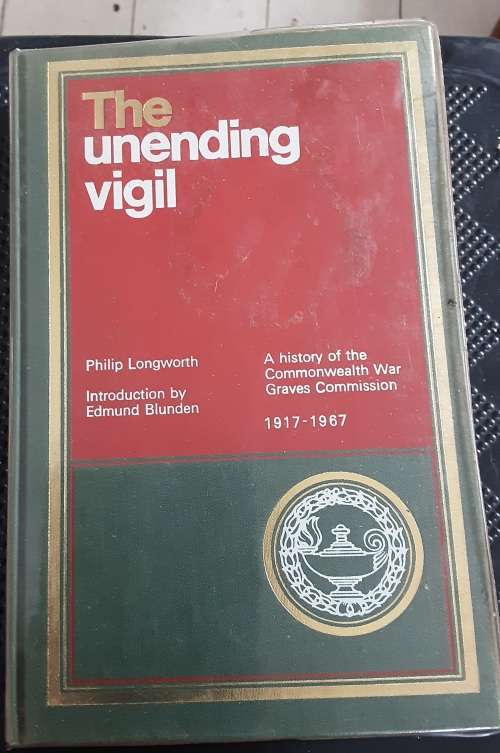 The
unending
vigil
Philip Longworth
Introduction by
Edmund Blunden
A history of the
Commonwealth War
Graves Commission
1917-1967